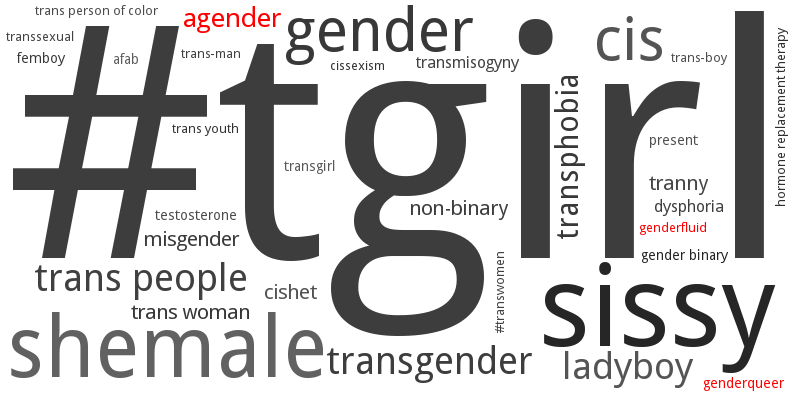 trans person of color
agender
gender
cis
transsexual
femboy
afab
trans-man
cissexism
transmisogyny
trans-boy
#tgirl
trans youth
transgirl
transphobia
present
hormone replacement therapy
tranny
testosterone
non-binary
dysphoria
misgender
genderfluid
gender binary
trans people
cishet
#transwomen
trans woman
sissy
shemale
transgender
ladyboy
genderqueer